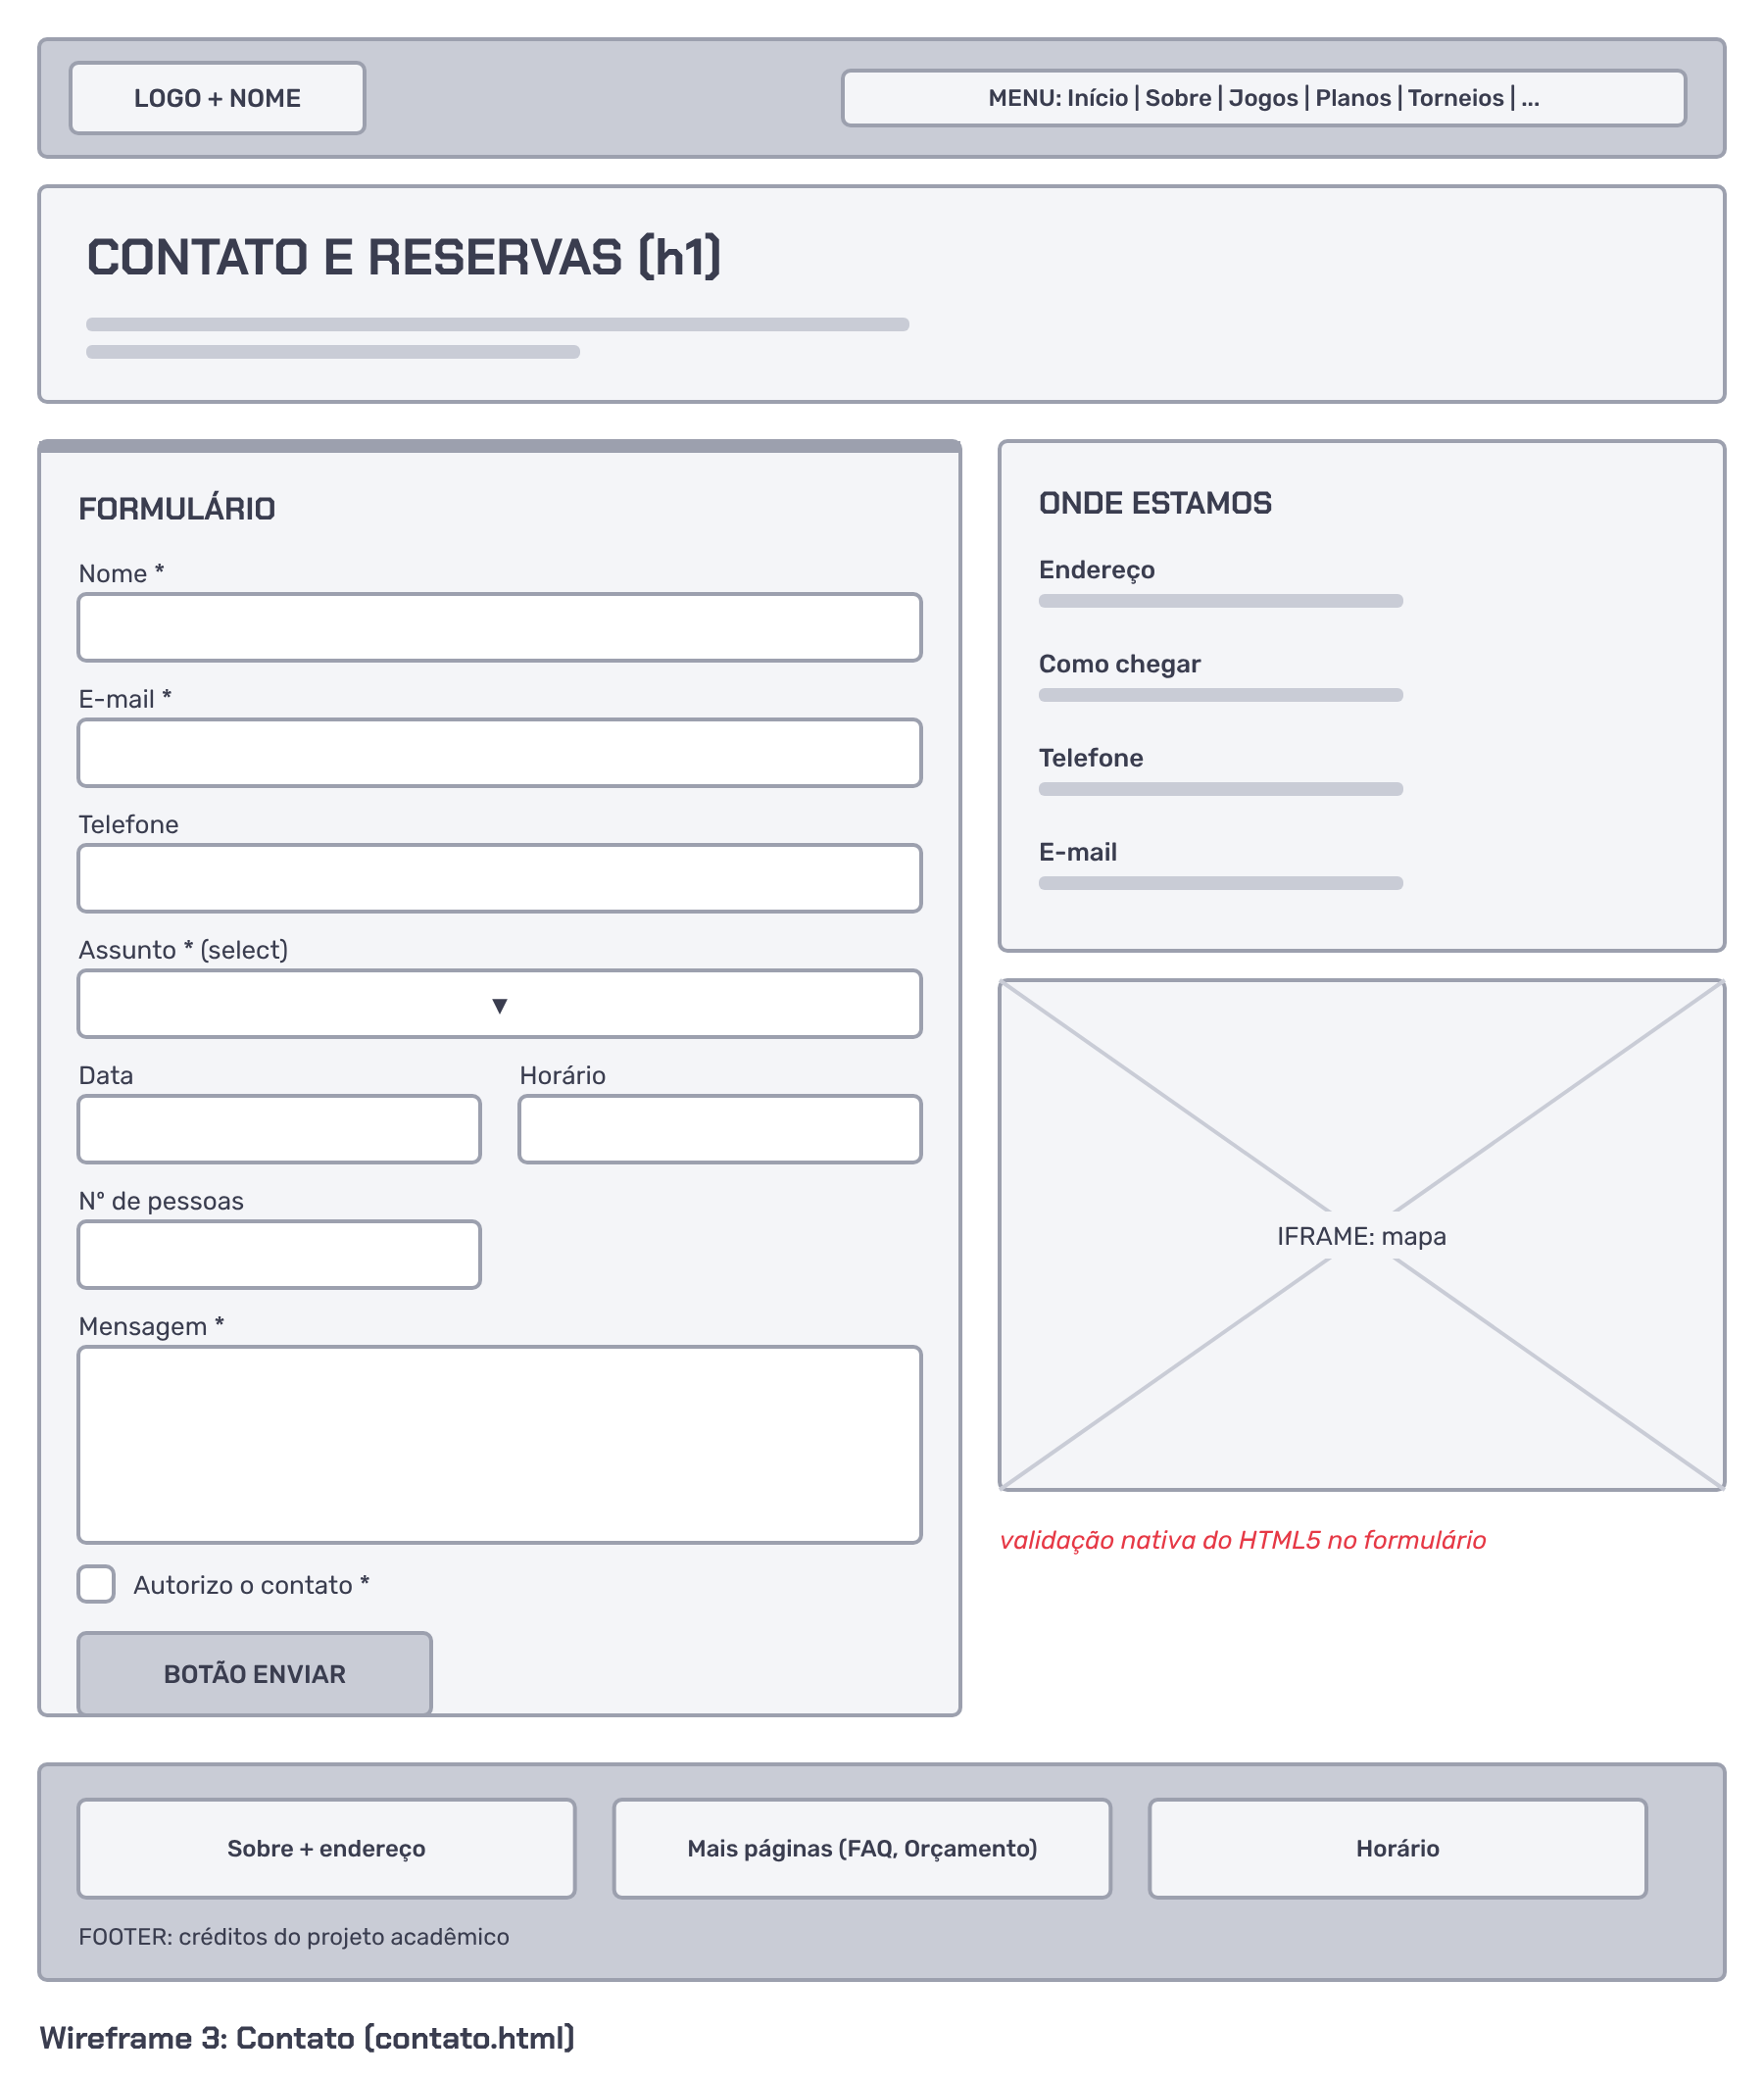 LOGO + NOME
MENU: Início | Sobre | Jogos | Planos | Torneios | ...
CONTATO E RESERVAS (h1)
FORMULÁRIO
Nome *
E-mail *
Telefone
Assunto * (select)
▼
Data
Horário
Nº de pessoas
Mensagem *
Autorizo o contato *
BOTÃO ENVIAR
ONDE ESTAMOS
Endereço
Como chegar
Telefone
E-mail
IFRAME: mapa
validação nativa do HTML5 no formulário
Sobre + endereço
Mais páginas (FAQ, Orçamento)
Horário
FOOTER: créditos do projeto acadêmico
Wireframe 3: Contato (contato.html)